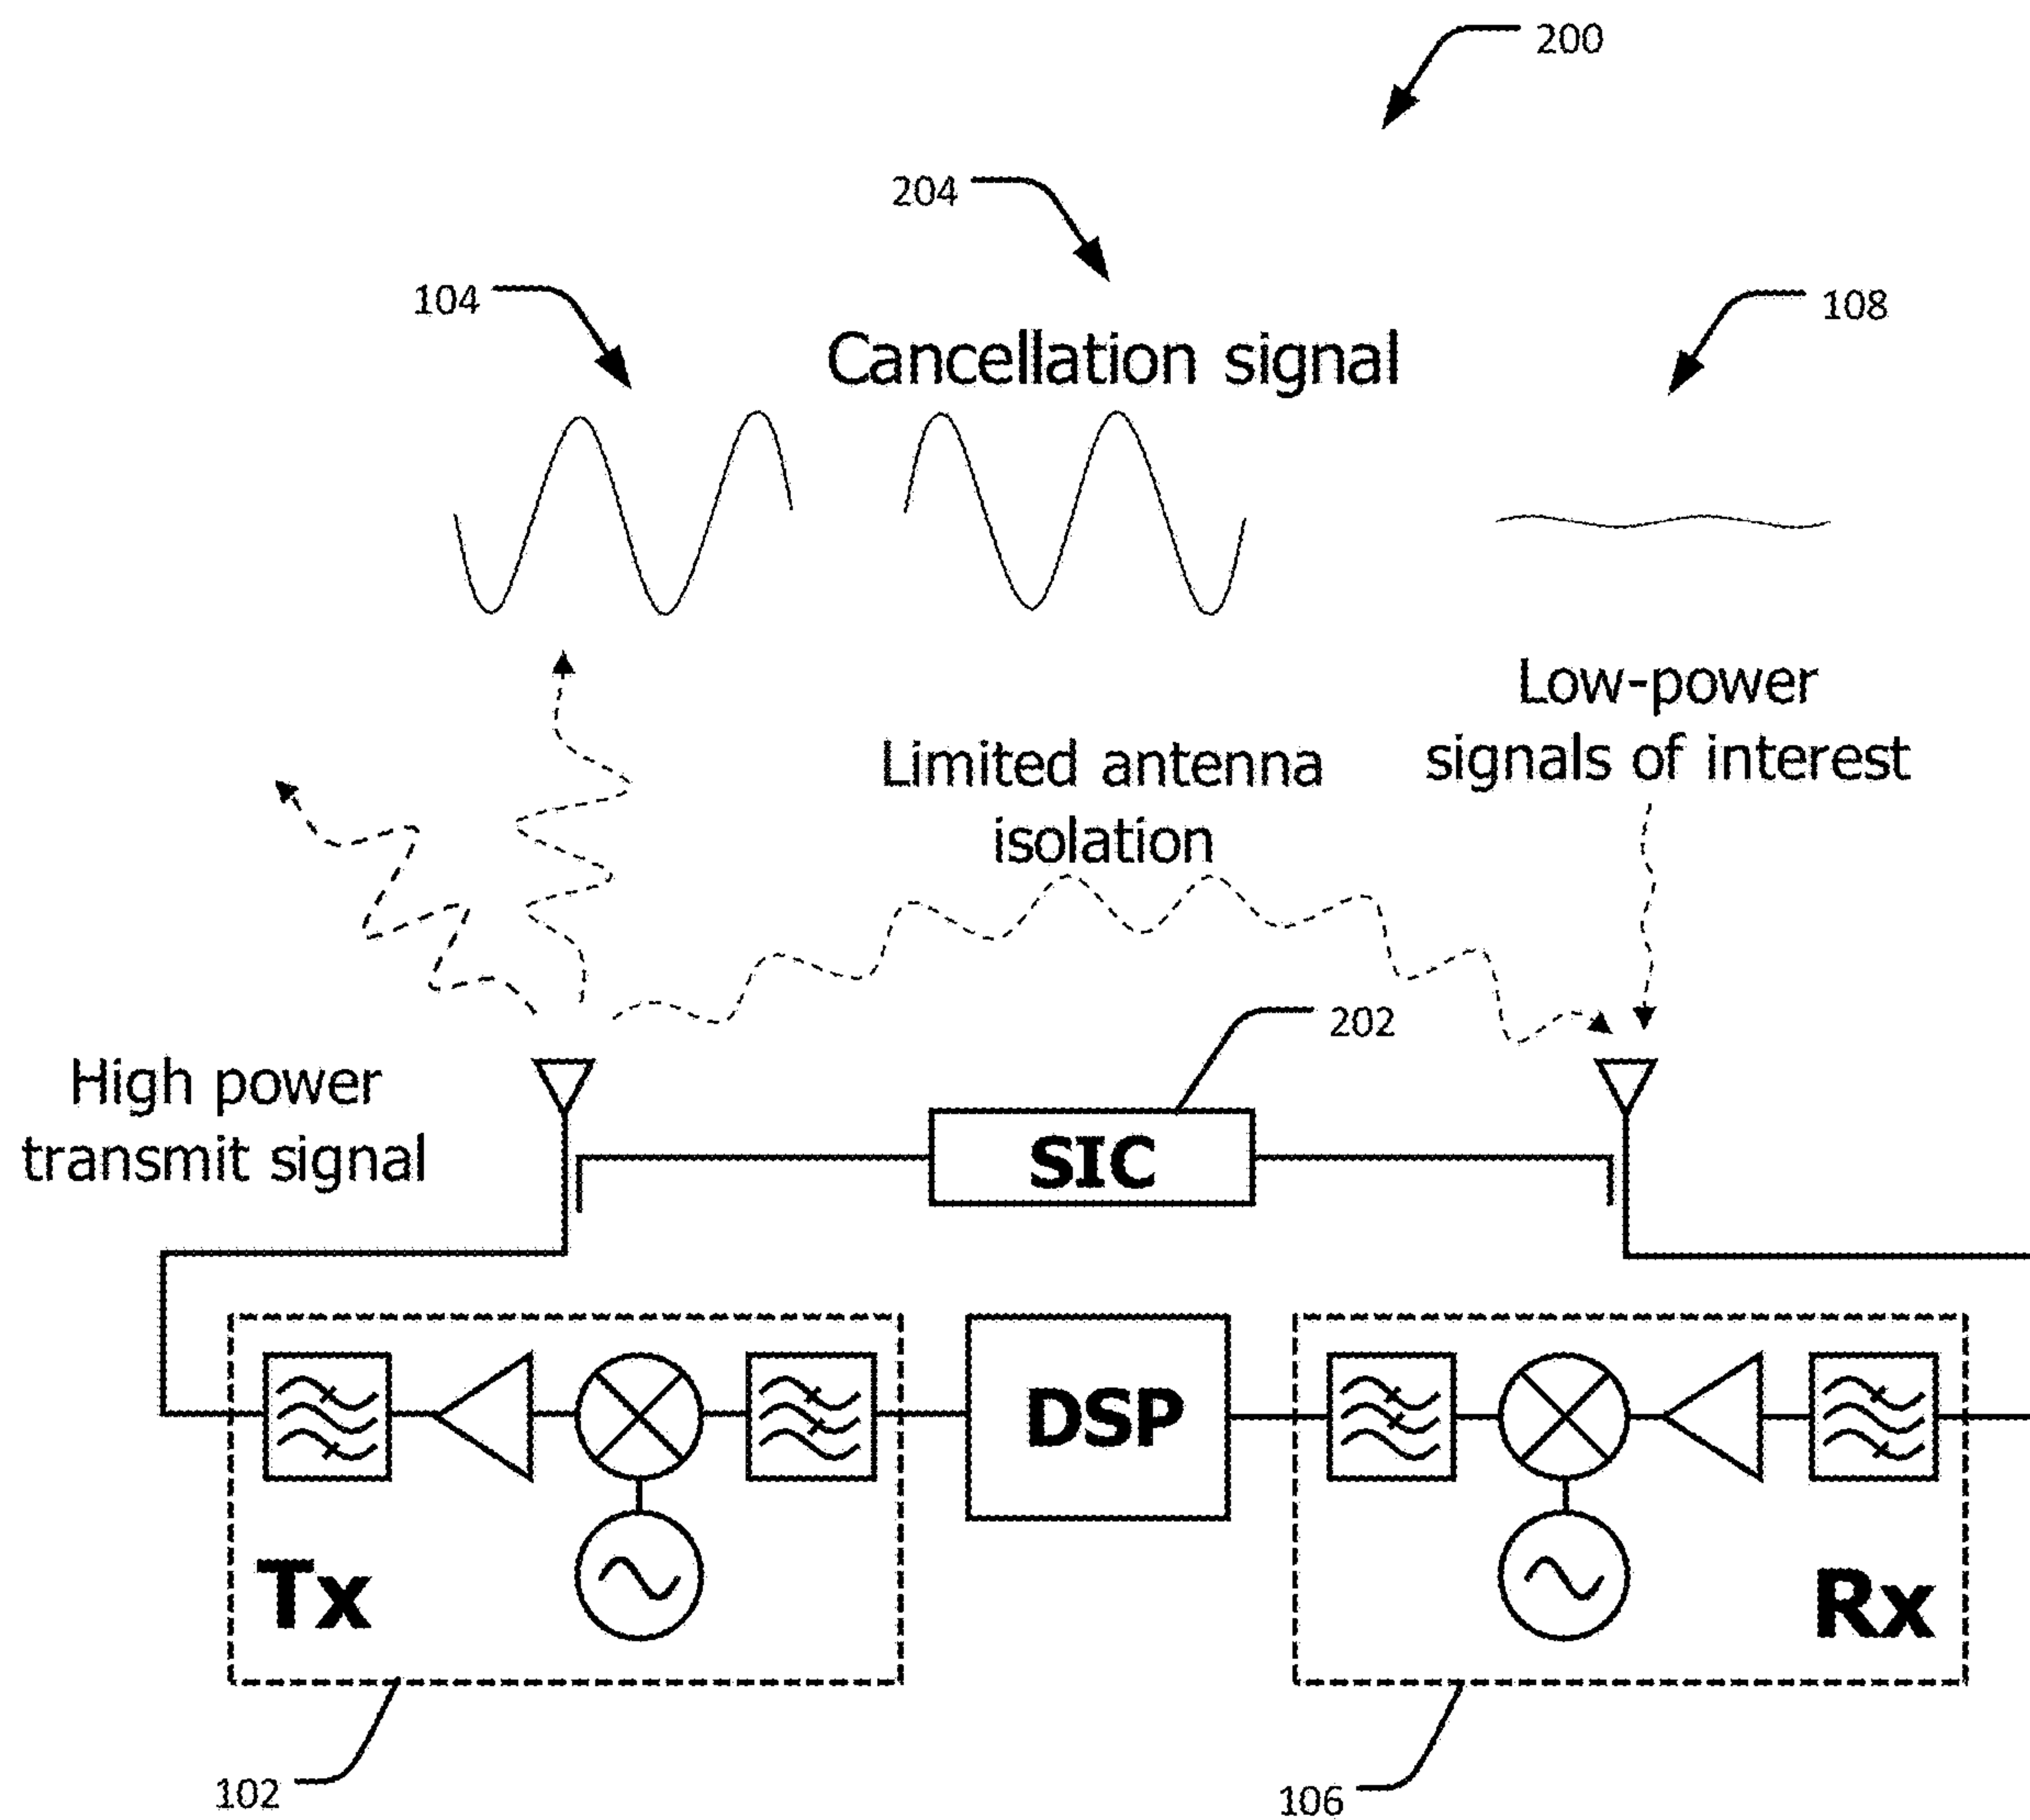 200
204
104
Cancellation signal
108
Low-power
signals of interest
Limited antenna
isolation
202
High power
transmit signal
SIC
DSP
Tx
Rx
102
106